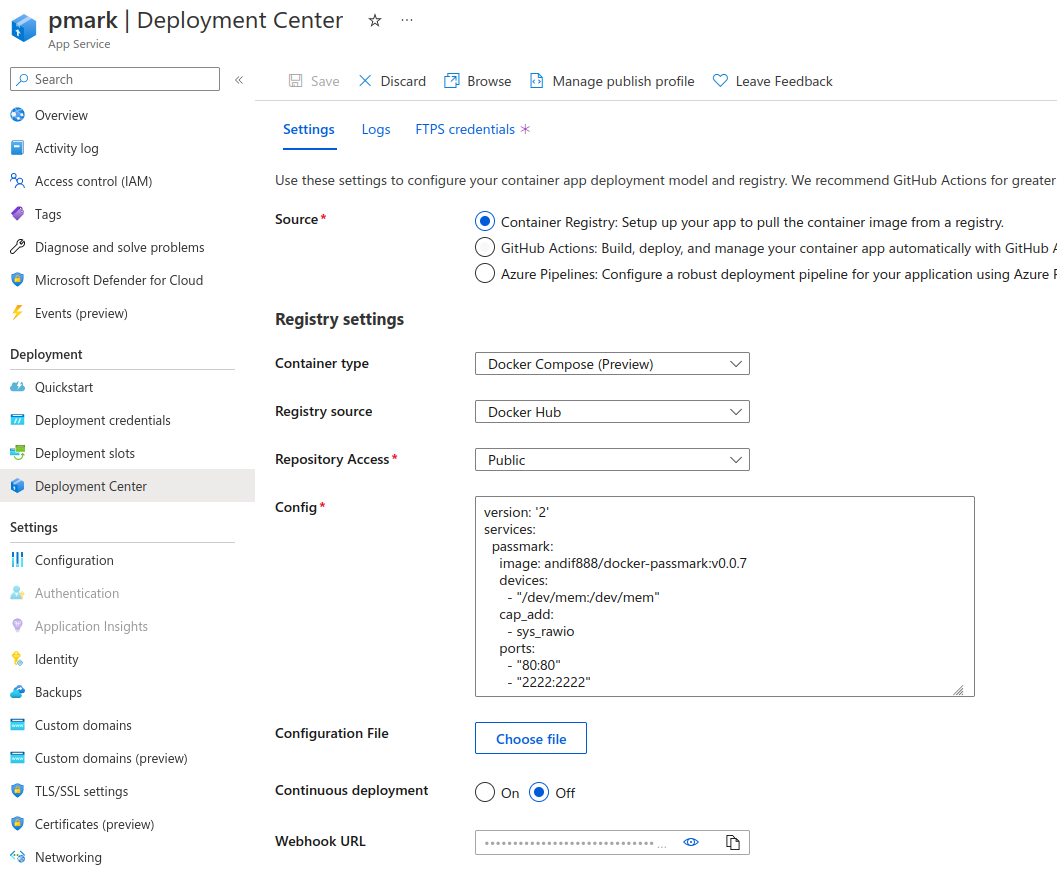 pmark | Deployment Center
App Service
Search
Overview
Activity log
Access control (IAM)
Tags
Diagnose and solve problems
Microsoft Defender for Cloud
Events (preview)
Deployment
Quickstart
Deployment credentials
Deployment slots
Deployment Center
Settings
Configuration
Authentication
Application Insights
Identity
Backups
Custom domains
Custom domains (preview)
TLS/SSL settings
Certificates (preview)
Networking
Save Discard Browse Manage publish profile Leave Feedback
Settings Logs FTPS credentials *
Use these settings to configure your container app deployment model and registry. We recommend GitHub Actions for greater
Source*
Container Registry: Setup up your app to pull the container image from a registry.
GitHub Actions: Build, deploy, and manage your container app automatically with GitHub A
Azure Pipelines: Configure a robust deployment pipeline for your application using Azure P
Registry settings
Container type Docker Compose (Preview)
Registry source Docker Hub
Repository Access* Public
Config*
version: '2'
services:
passmark:
image: andif888/docker-passmark:v0.0.7
devices:
- "/dev/mem:/dev/mem"
cap_add:
- sys_rawio
ports:
- "80:80"
- "2222:2222"
Configuration File Choose file
Continuous deployment On Off
Webhook URL